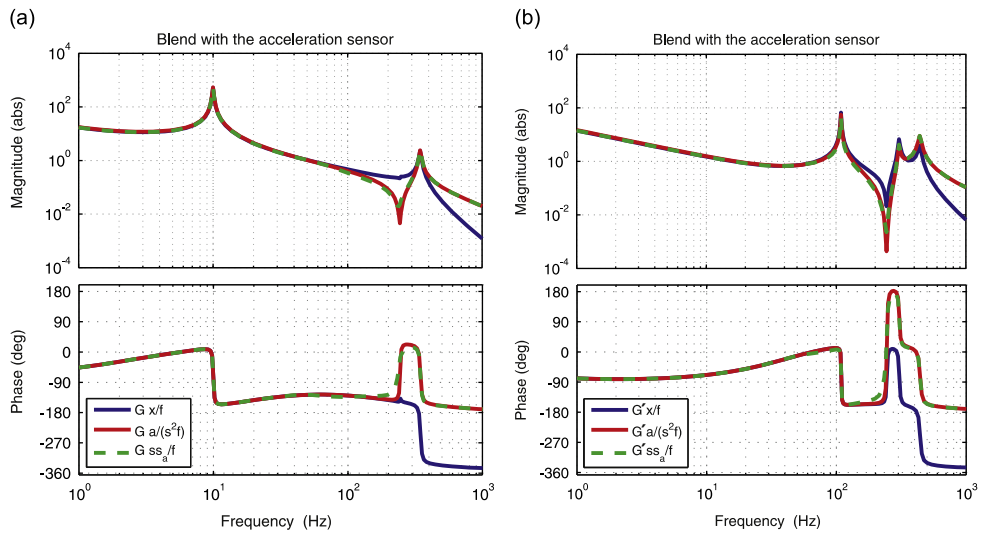 (a)
Blend with the acceleration sensor
Magnitude (abs)
10^4
10^2
10^0
10^-2
10^-4
Phase (deg)
180
90
0
-90
-180
-270
-360
G x/f
G a/(s²f)
G ss_a/f
10^0
10^1
10^2
10^3
Frequency (Hz)
(b)
Blend with the acceleration sensor
Magnitude (abs)
10^4
10^2
10^0
10^-2
10^-4
Phase (deg)
180
90
0
-90
-180
-270
-360
G′x/f
G′a/(s²f)
G′ss_a/f
10^0
10^1
10^2
10^3
Frequency (Hz)